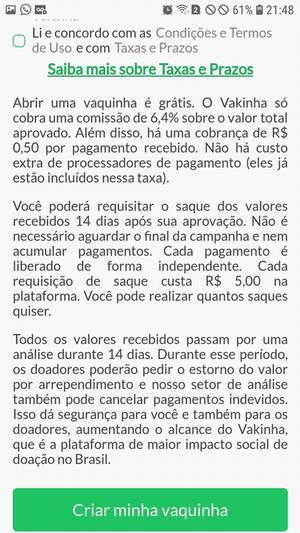 61% 21:48
Li e concordo com as Condições e Termos
de Uso e com Taxas e Prazos
Saiba mais sobre Taxas e Prazos
Abrir uma vaquinha é grátis. O Vakinha só
cobra uma comissão de 6,4% sobre o valor total
aprovado. Além disso, há uma cobrança de R$
0,50 por pagamento recebido. Não há custo
extra de processadores de pagamento (eles já
estão incluídos nessa taxa).
Você poderá requisitar o saque dos valores
recebidos 14 dias após sua aprovação. Não é
necessário aguardar o final da campanha e nem
acumular pagamentos. Cada pagamento é
liberado de forma independente. Cada
requisição de saque custa R$ 5,00 na
plataforma. Você pode realizar quantos saques
quiser.
Todos os valores recebidos passam por uma
análise durante 14 dias. Durante esse período,
os doadores poderão pedir o estorno do valor
por arrependimento e nosso setor de análise
também pode cancelar pagamentos indevidos.
Isso dá segurança para você e também para os
doadores, aumentando o alcance do Vakinha,
que é a plataforma de maior impacto social de
doação no Brasil.
Criar minha vaquinha